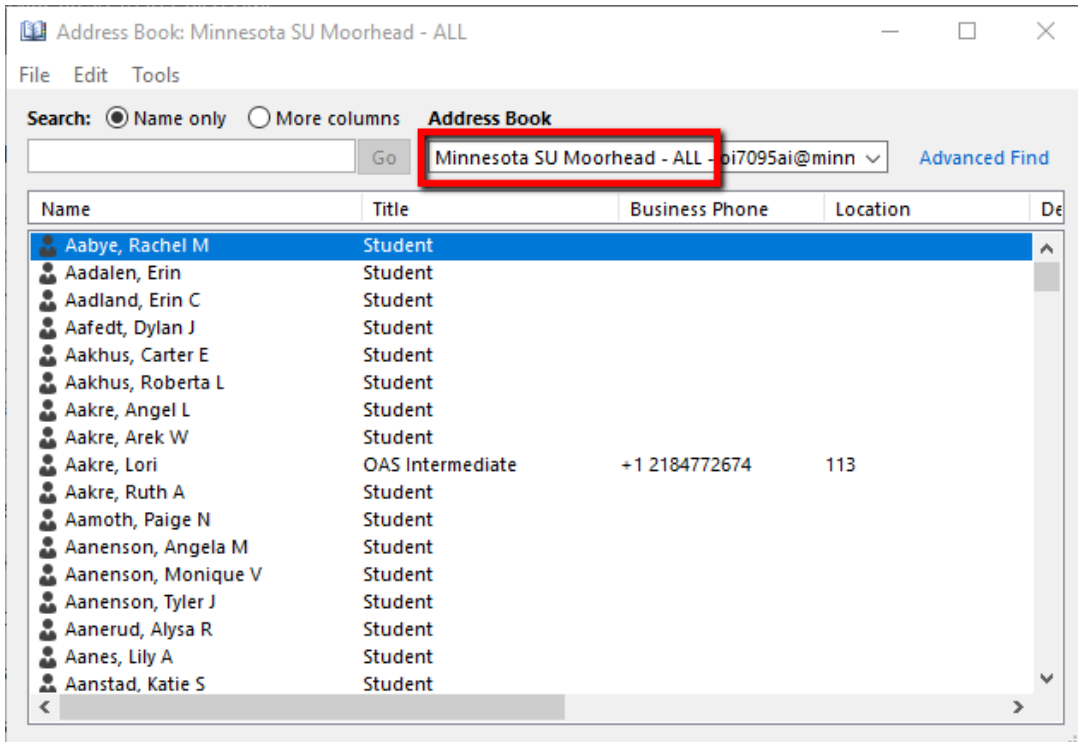 Address Book: Minnesota SU Moorhead - ALL
File Edit Tools
Search: Name only More columns Address Book
Go Minnesota SU Moorhead - ALL - oi7095ai@minn Advanced Find
Name Title Business Phone Location De
Aabye, Rachel M Student
Aadalen, Erin Student
Aadland, Erin C Student
Aafedt, Dylan J Student
Aakhus, Carter E Student
Aakhus, Roberta L Student
Aakre, Angel L Student
Aakre, Arek W Student
Aakre, Lori OAS Intermediate +1 2184772674 113
Aakre, Ruth A Student
Aamoth, Paige N Student
Aanenson, Angela M Student
Aanenson, Monique V Student
Aanenson, Tyler J Student
Aanerud, Alysa R Student
Aanes, Lily A Student
Aanstad, Katie S Student